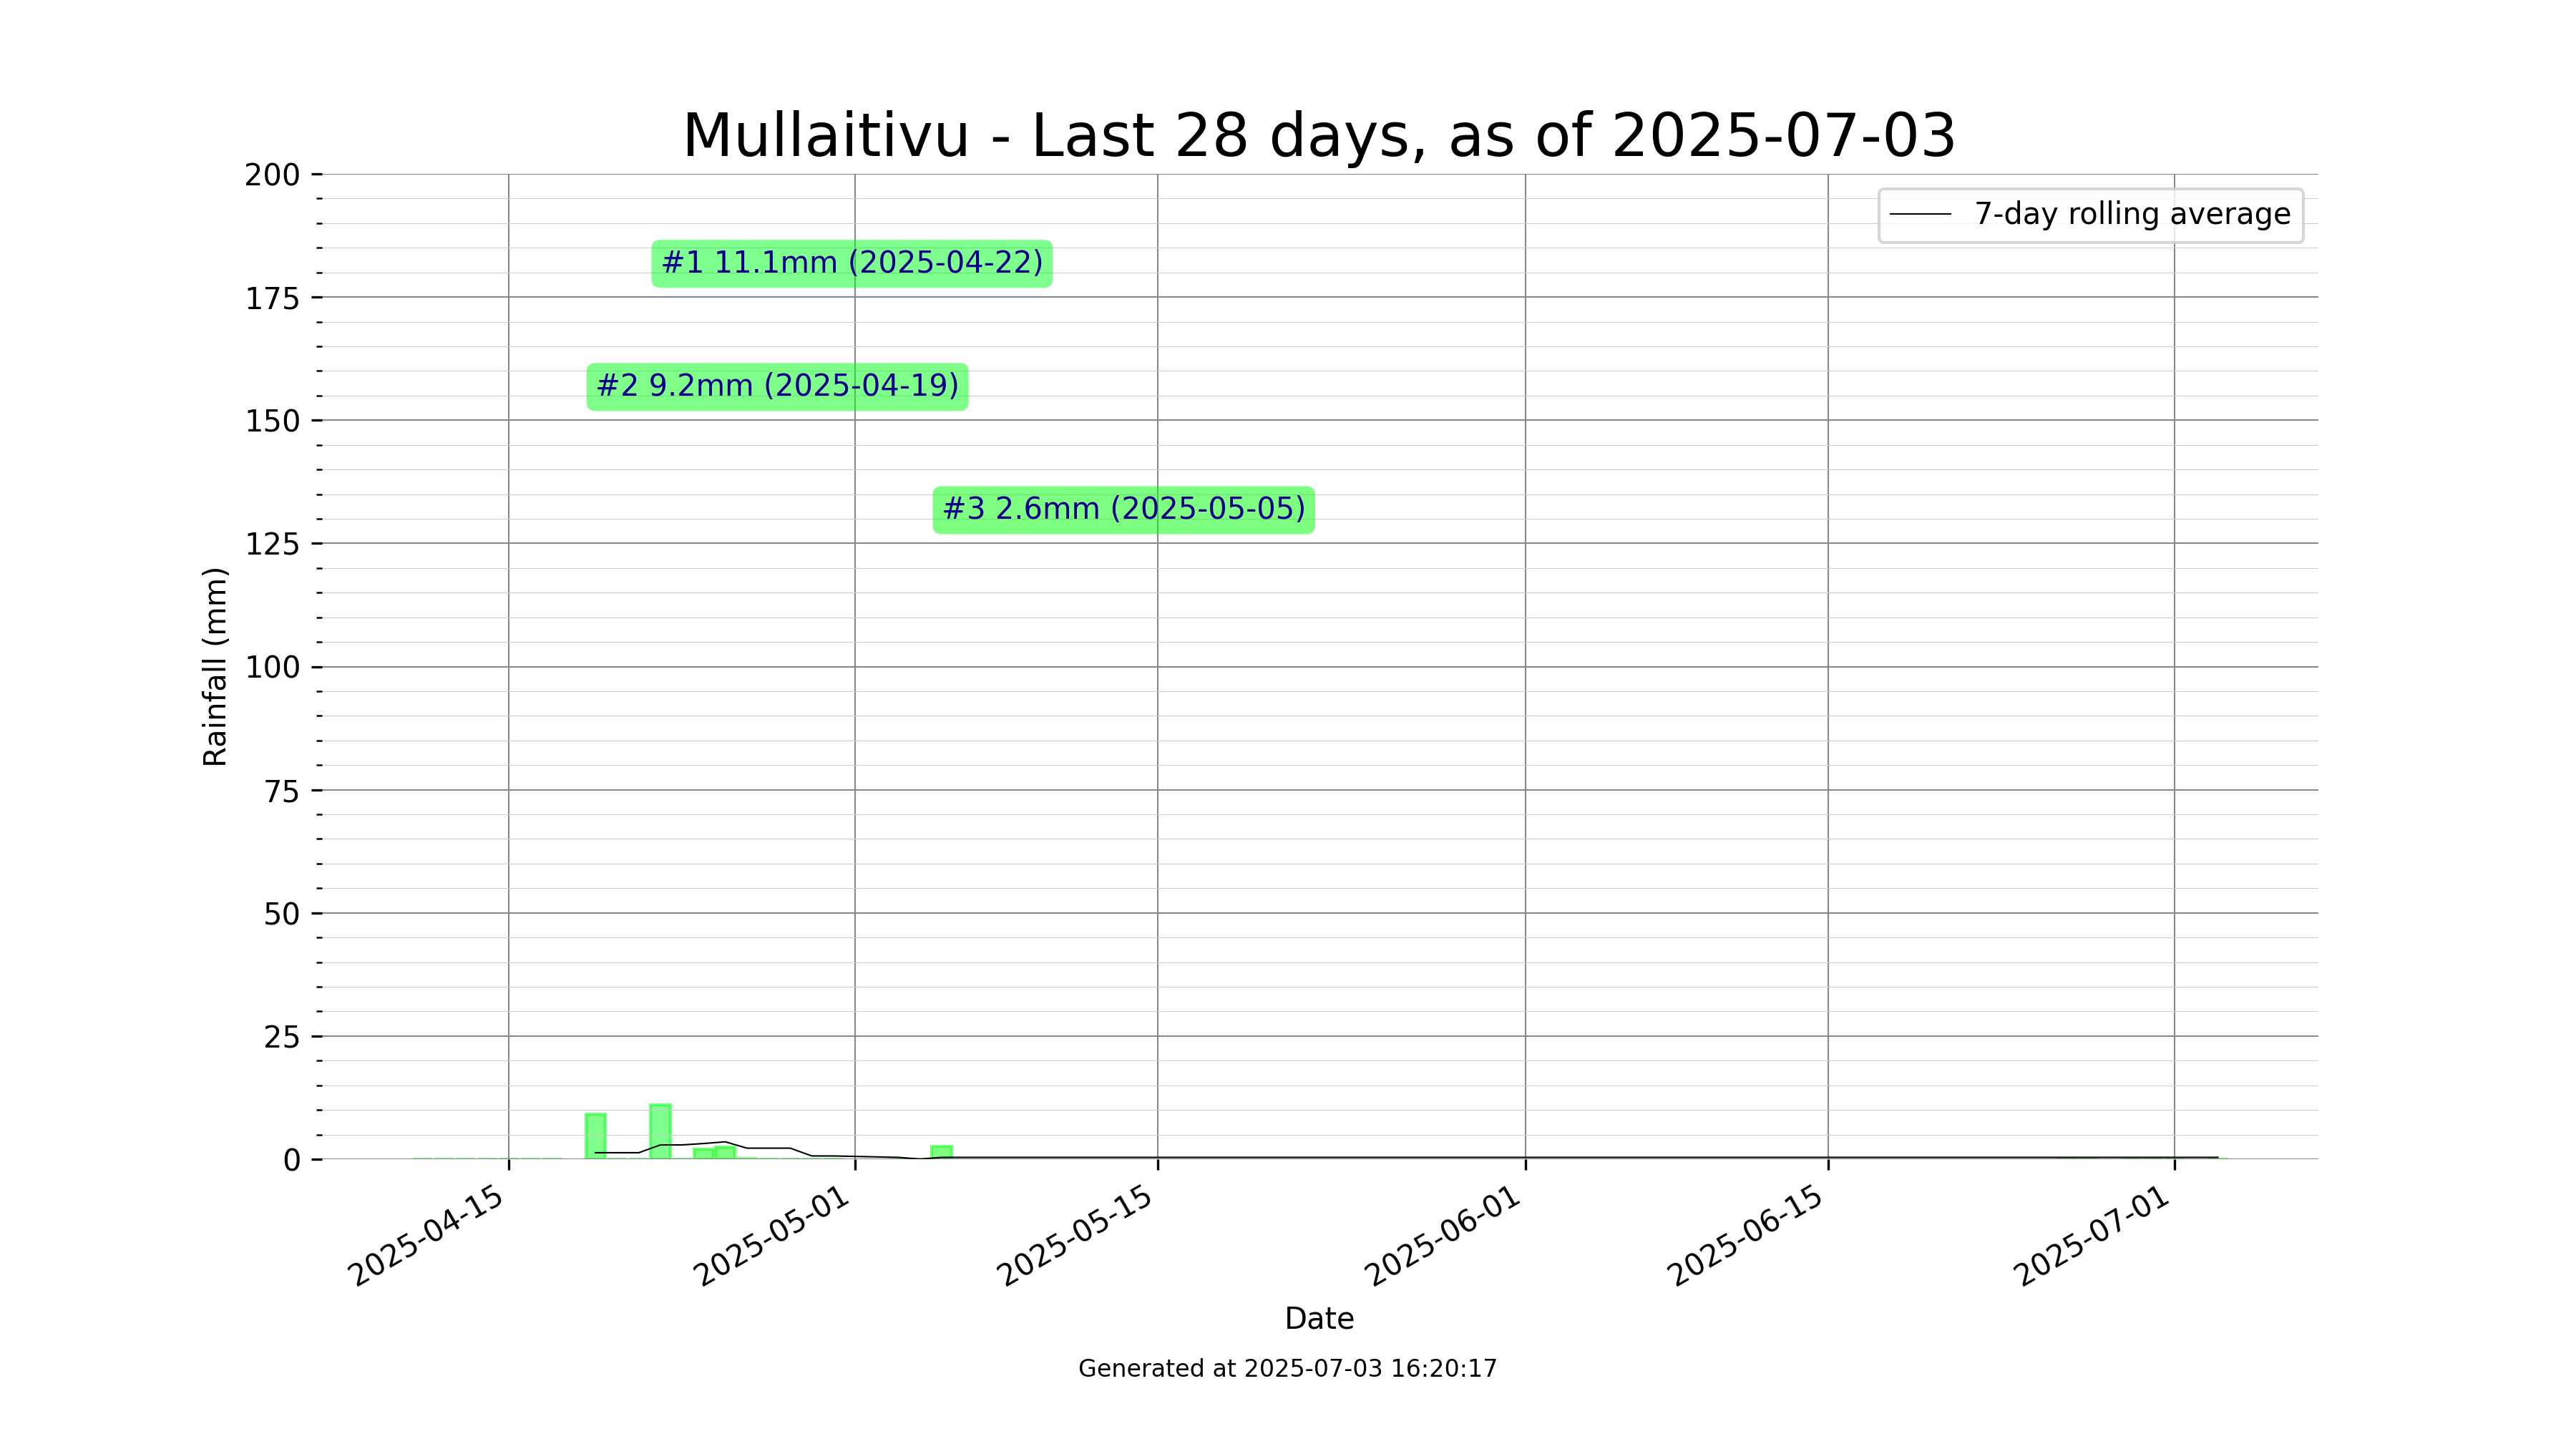 Mullaitivu - Last 28 days, as of 2025-07-03
200
175
150
125
100
75
50
25
0
Rainfall (mm)
7-day rolling average
#1 11.1mm (2025-04-22)
#2 9.2mm (2025-04-19)
#3 2.6mm (2025-05-05)
2025-04-15
2025-05-01
2025-05-15
2025-06-01
2025-06-15
2025-07-01
Date
Generated at 2025-07-03 16:20:17